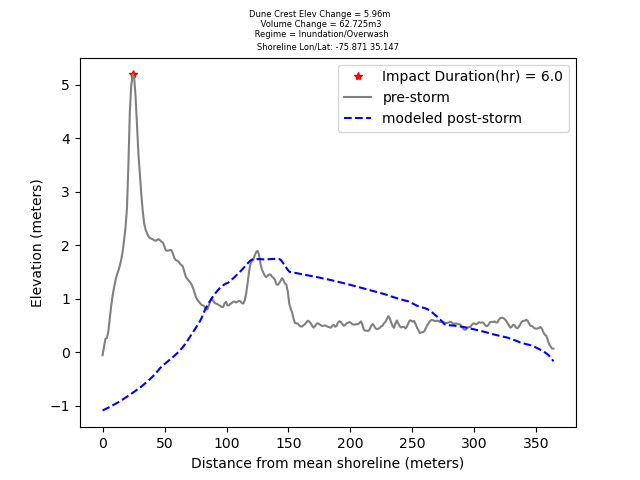 Dune Crest Elev Change = 5.96m
Volume Change = 62.725m3
Regime = Inundation/Overwash
Shoreline Lon/Lat: -75.871 35.147
Impact Duration(hr) = 6.0
pre-storm
modeled post-storm
Elevation (meters)
5
4
3
2
1
0
−1
0 50 100 150 200 250 300 350
Distance from mean shoreline (meters)